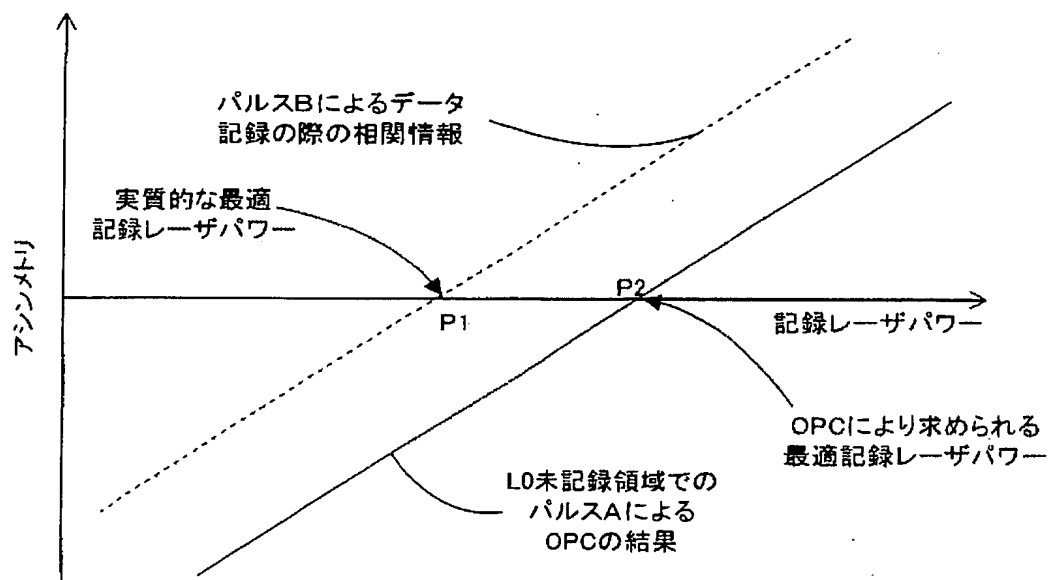 パルスBによるデータ
記録の際の相関情報
実質的な最適
記録レーザパワー
アシンメトリ
P1
P2
記録レーザパワー
OPCにより求められる
最適記録レーザパワー
L0未記録領域での
パルスAによる
OPCの結果